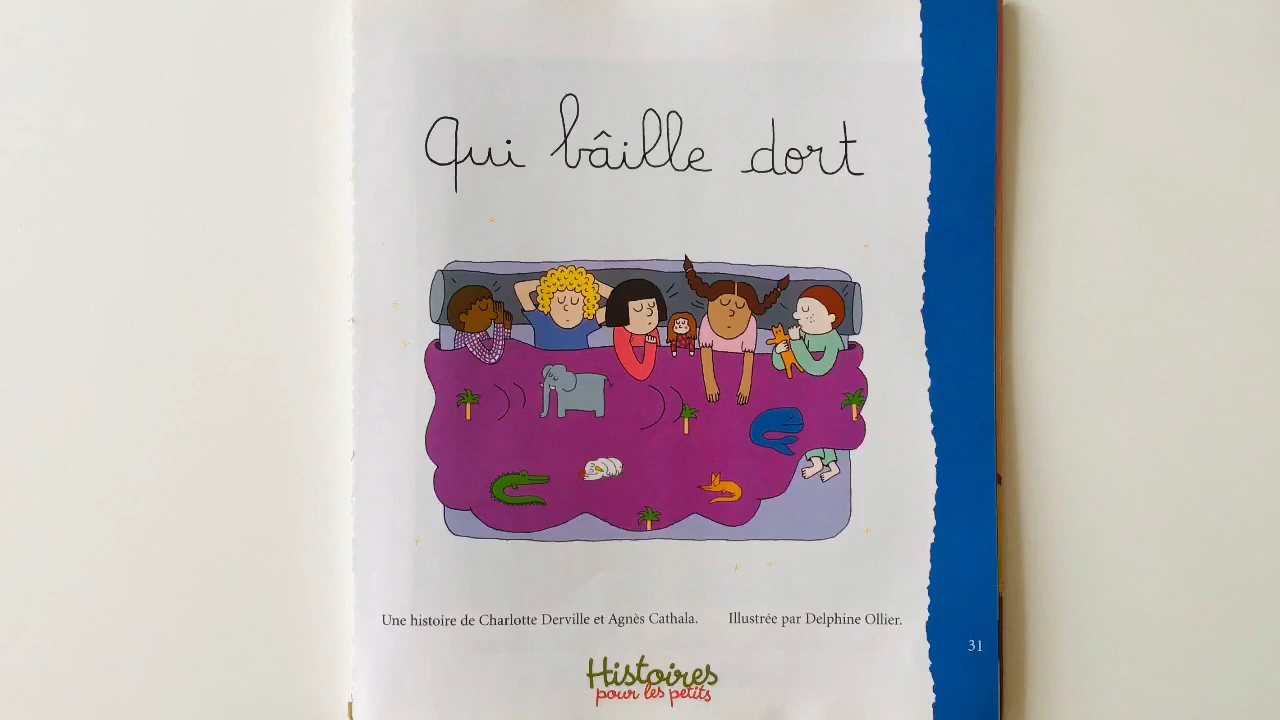 Qui bâille dort
Une histoire de Charlotte Derville et Agnès Cathala. Illustrée par Delphine Ollier.
31
Histoires
pour les petits